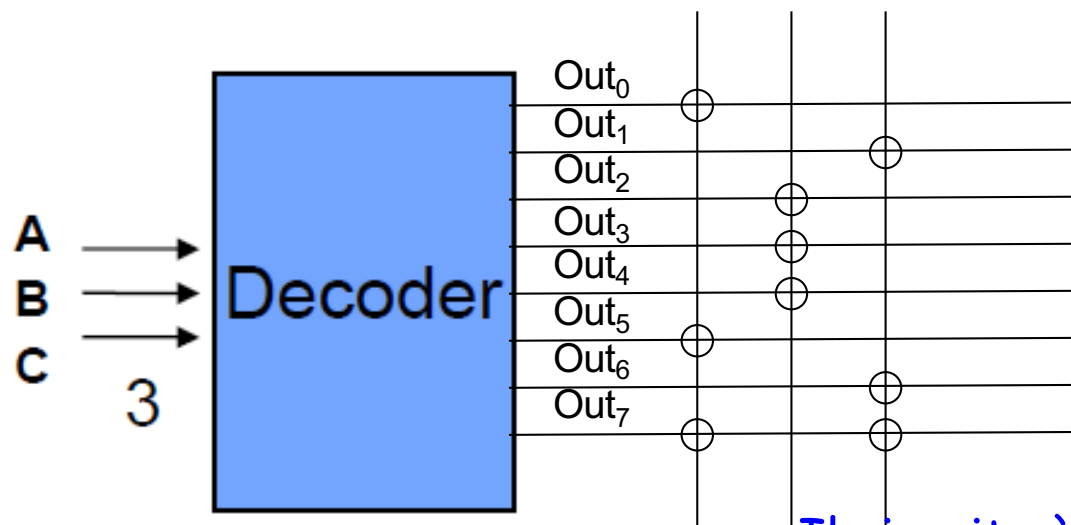 Out₀
Out₁
Out₂
Out₃
Out₄
Out₅
Out₆
Out₇
A
B
C
3
Decoder